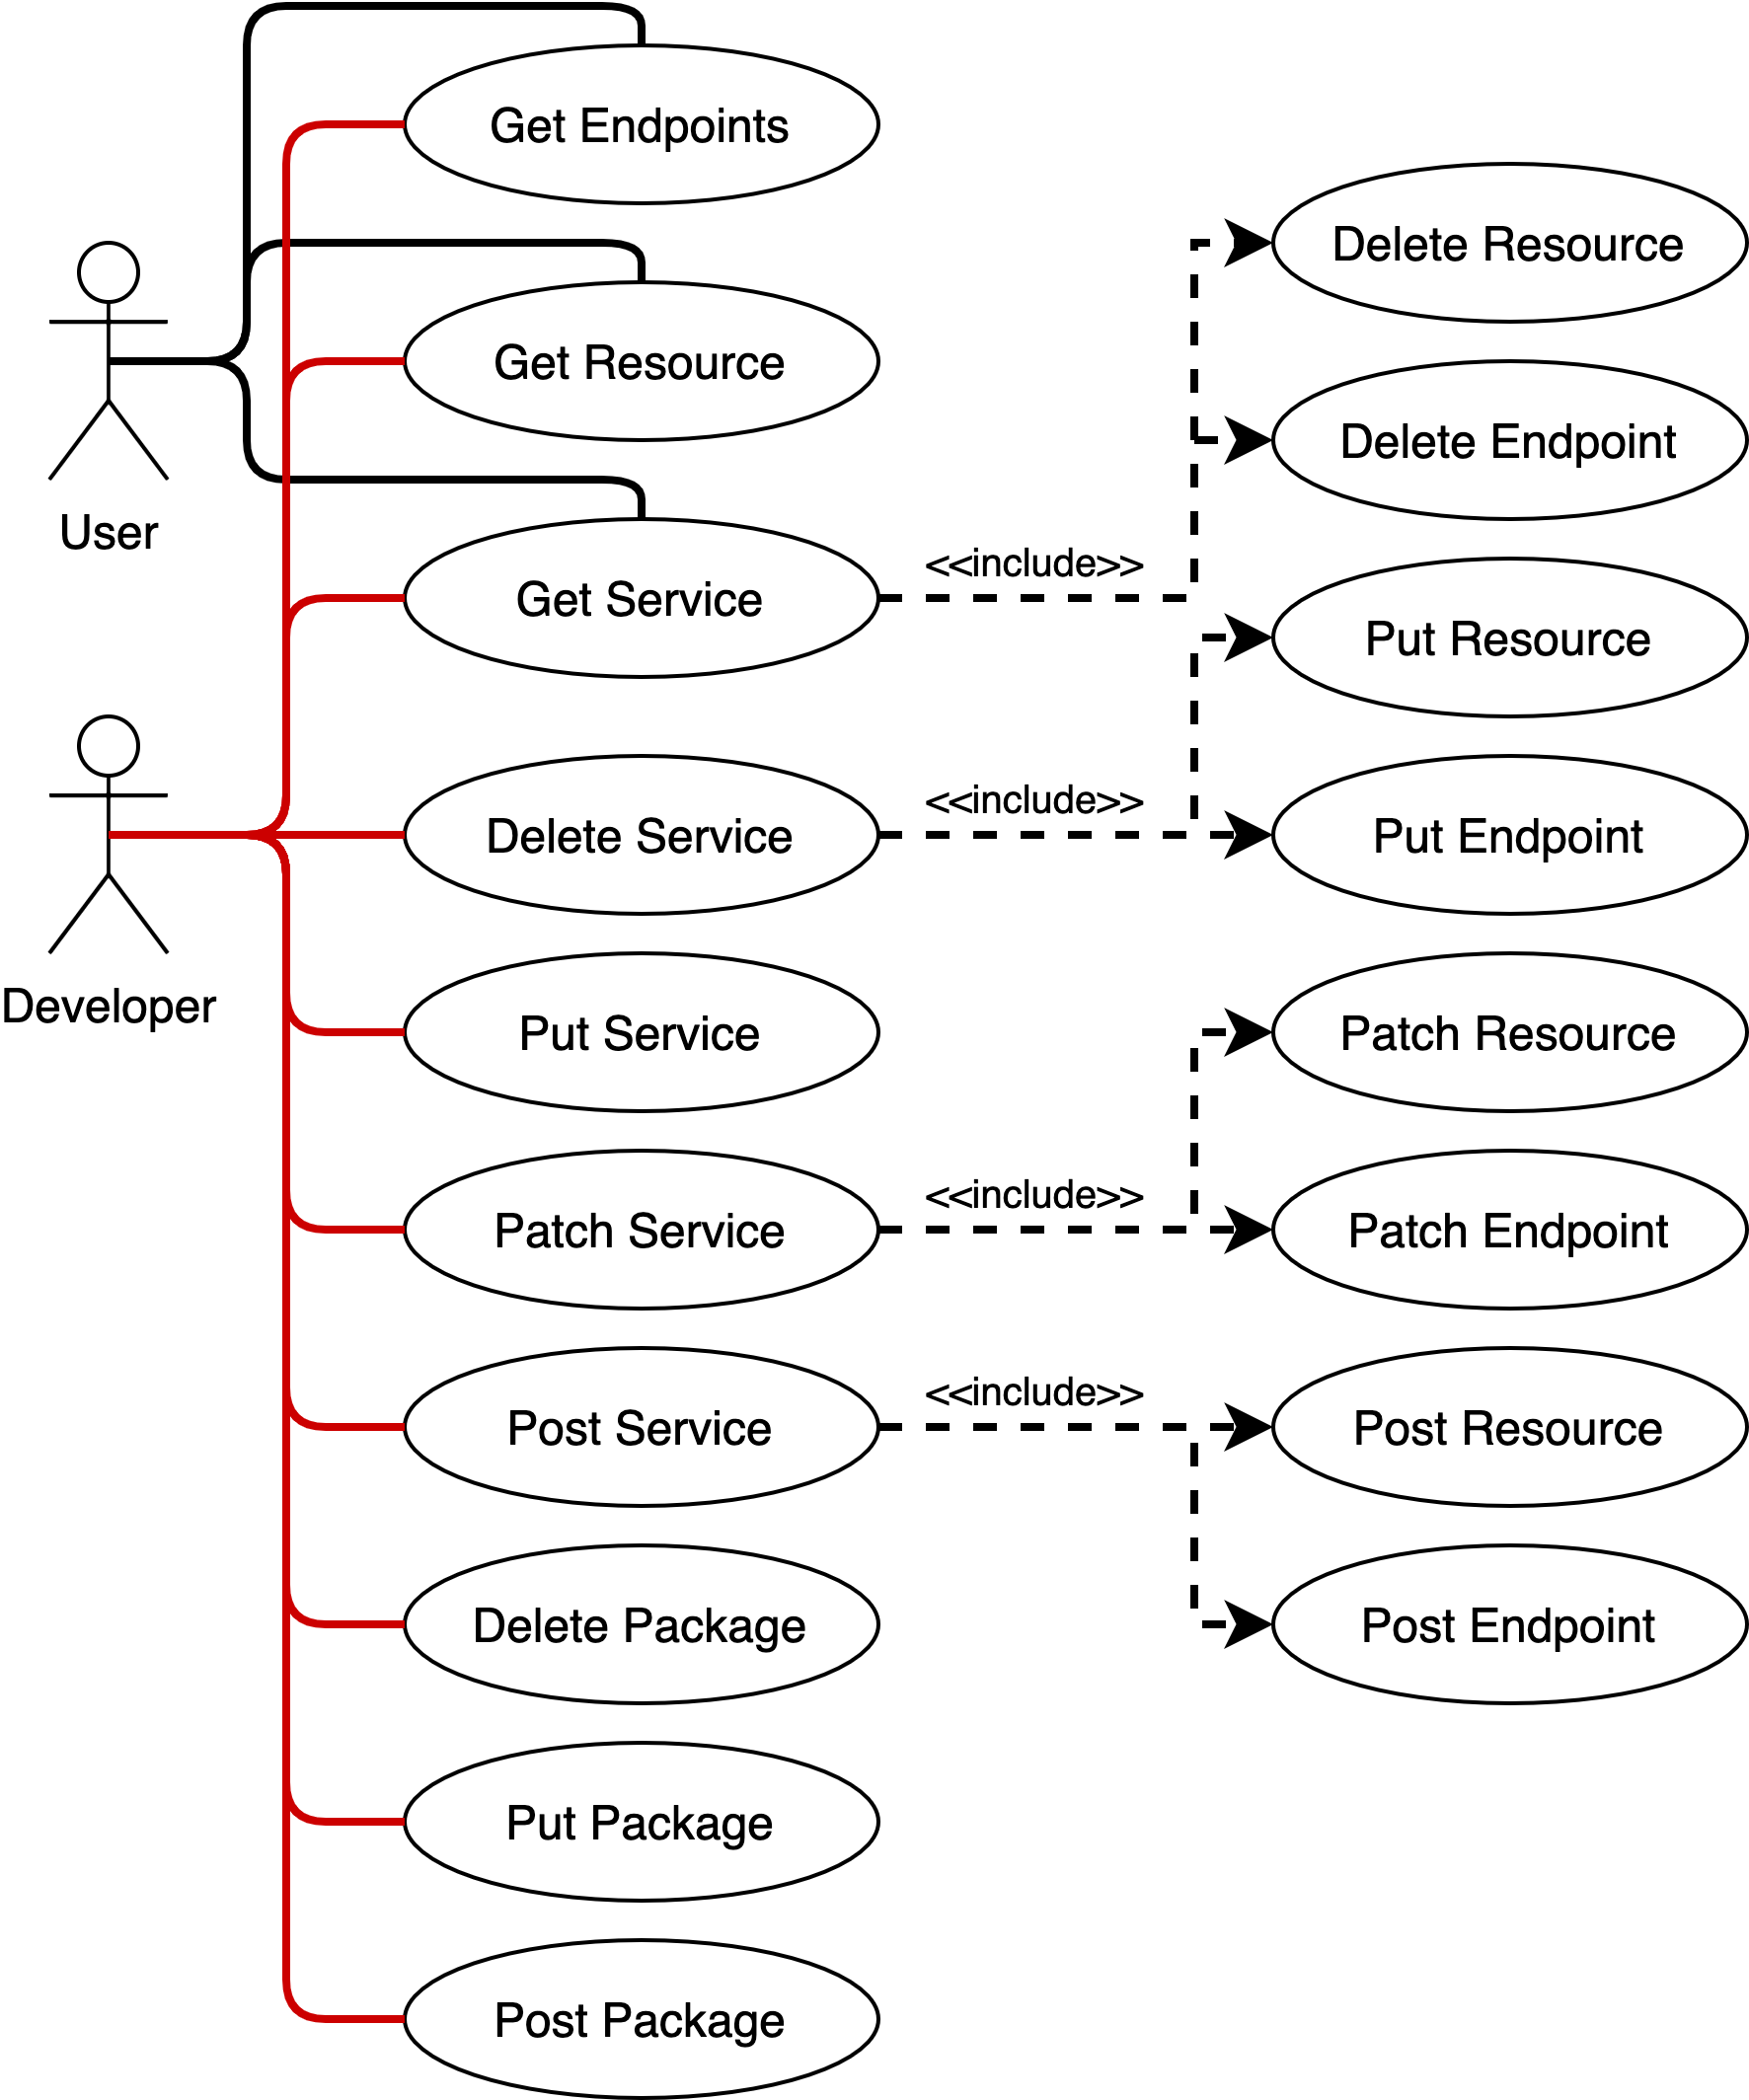 Get Endpoints
Delete Resource
Get Resource
Delete Endpoint
User
<<include>>
Get Service
Put Resource
<<include>>
Delete Service
Put Endpoint
Developer
Put Service
Patch Resource
<<include>>
Patch Service
Patch Endpoint
<<include>>
Post Service
Post Resource
Delete Package
Post Endpoint
Put Package
Post Package